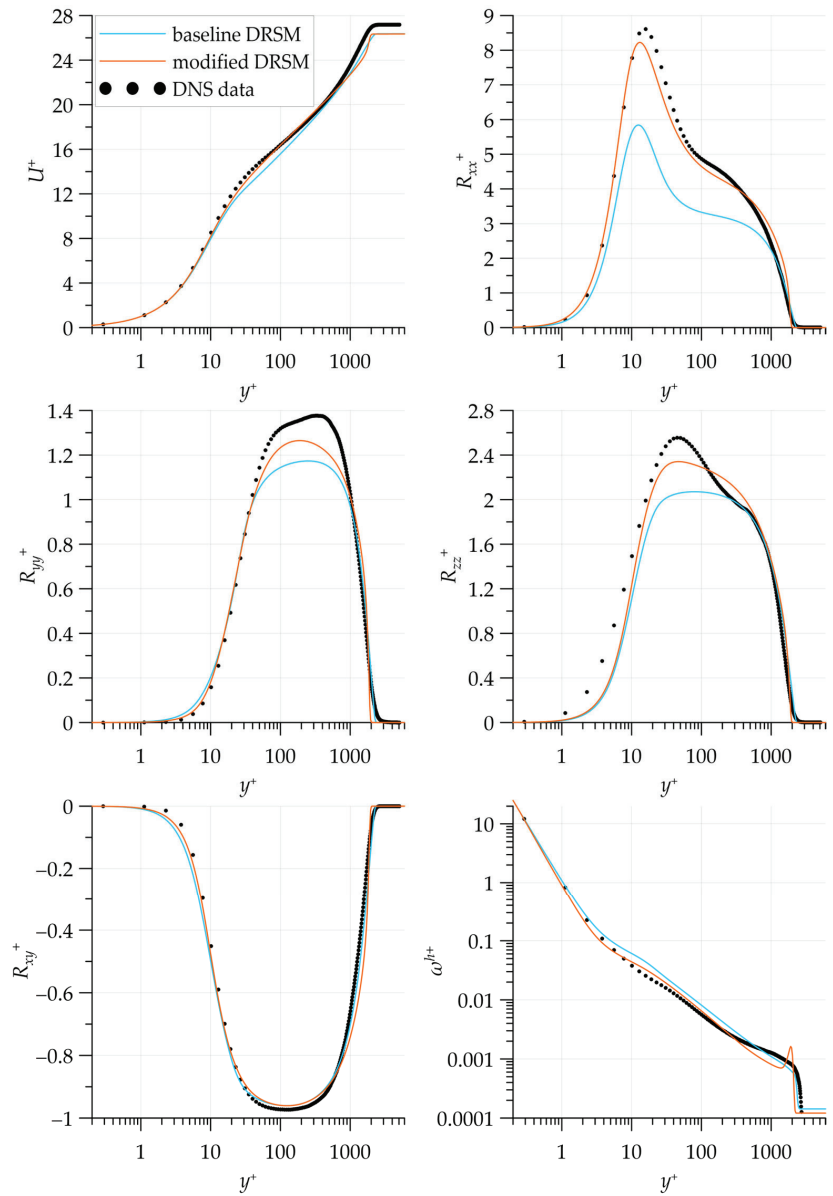 28
24
20
16
12
8
4
0
U⁺
baseline DRSM
modified DRSM
DNS data
1 10 100 1000
y⁺
9
8
7
6
5
4
3
2
1
0
Rxx⁺
1 10 100 1000
y⁺
1.4
1.2
1
0.8
0.6
0.4
0.2
0
Ryy⁺
1 10 100 1000
y⁺
2.8
2.4
2
1.6
1.2
0.8
0.4
0
Rzz⁺
1 10 100 1000
y⁺
0
−0.2
−0.4
−0.6
−0.8
−1
Rxy⁺
1 10 100 1000
y⁺
10
1
0.1
0.01
0.001
0.0001
ωʰ⁺
1 10 100 1000
y⁺